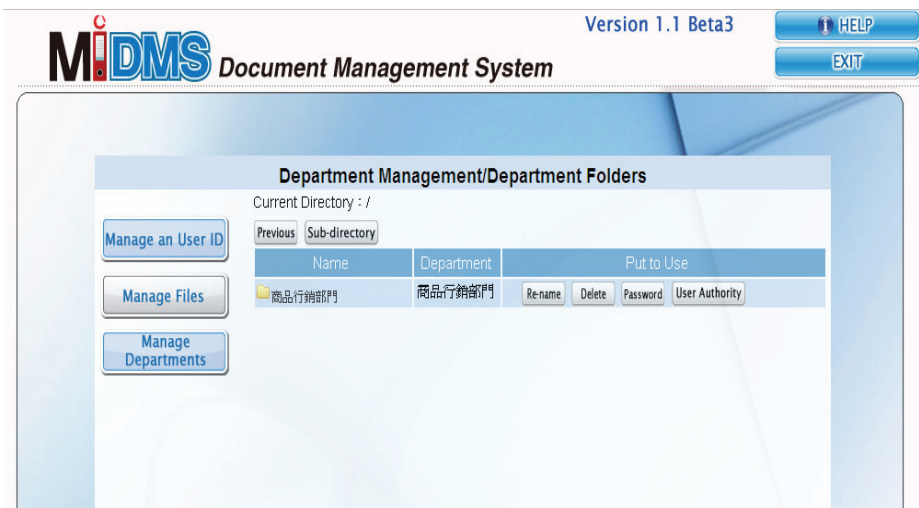 Version 1.1 Beta3
HELP
EXIT
MiDMS Document Management System
Department Management/Department Folders
Current Directory：/
Previous Sub-directory
Manage an User ID
Manage Files
Manage
Departments
Name Department Put to Use
商品行銷部門 商品行銷部門 Re-name Delete Password User Authority